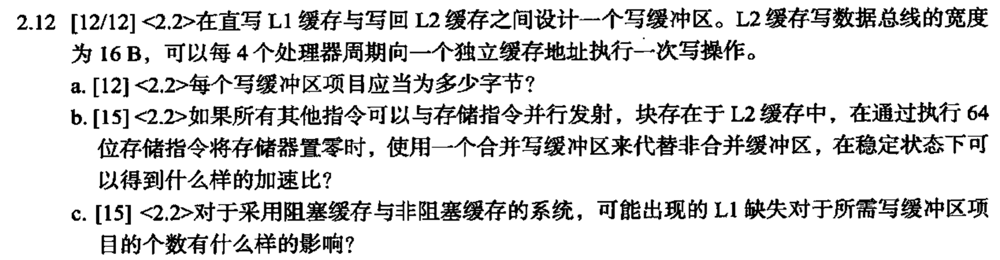 2.12 [12/12] <2.2>在直写 L1 缓存与写回 L2 缓存之间设计一个写缓冲区。L2 缓存写数据总线的宽度
为 16 B，可以每 4 个处理器周期向一个独立缓存地址执行一次写操作。
a. [12] <2.2>每个写缓冲区项目应当为多少字节？
b. [15] <2.2>如果所有其他指令可以与存储指令并行发射，块存在于 L2 缓存中，在通过执行 64
位存储指令将存储器置零时，使用一个合并写缓冲区来代替非合并缓冲区，在稳定状态下可
以得到什么样的加速比？
c. [15] <2.2>对于采用阻塞缓存与非阻塞缓存的系统，可能出现的 L1 缺失对于所需写缓冲区项
目的个数有什么样的影响？